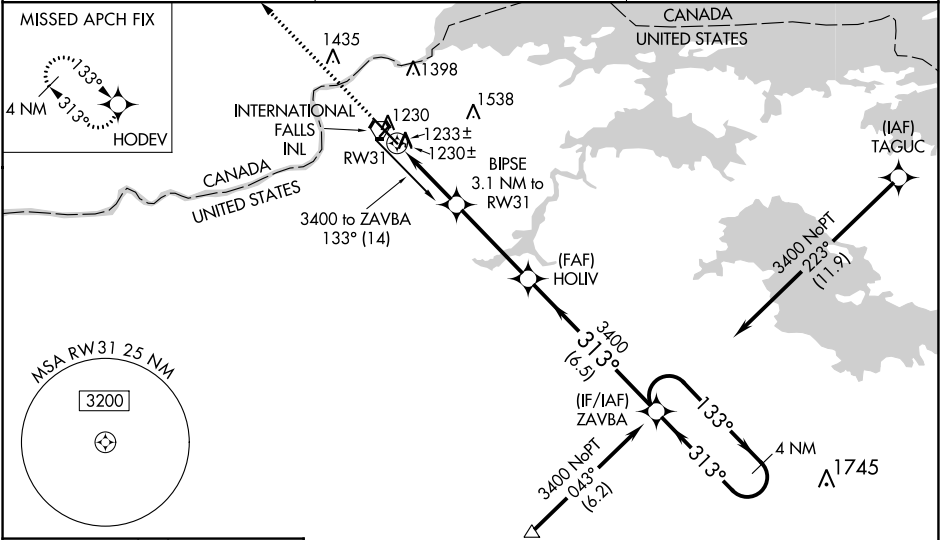 MISSED APCH FIX
133°
4 NM
313°
HODEV
CANADA
UNITED STATES
1435
1398
1538
INTERNATIONAL
FALLS
INL
1230
1233±
1230±
RW31
BIPSE
3.1 NM to
RW31
(IAF)
TAGUC
CANADA
UNITED STATES
3400 to ZAVBA
133° (14)
3400 NoPT
223°
(11.9)
(FAF)
HOLIV
3400
313°
(6.5)
MSA RW31 25 NM
3200
(IF/IAF)
ZAVBA
133°
313°
4 NM
1745
3400 NoPT
043°
(6.2)